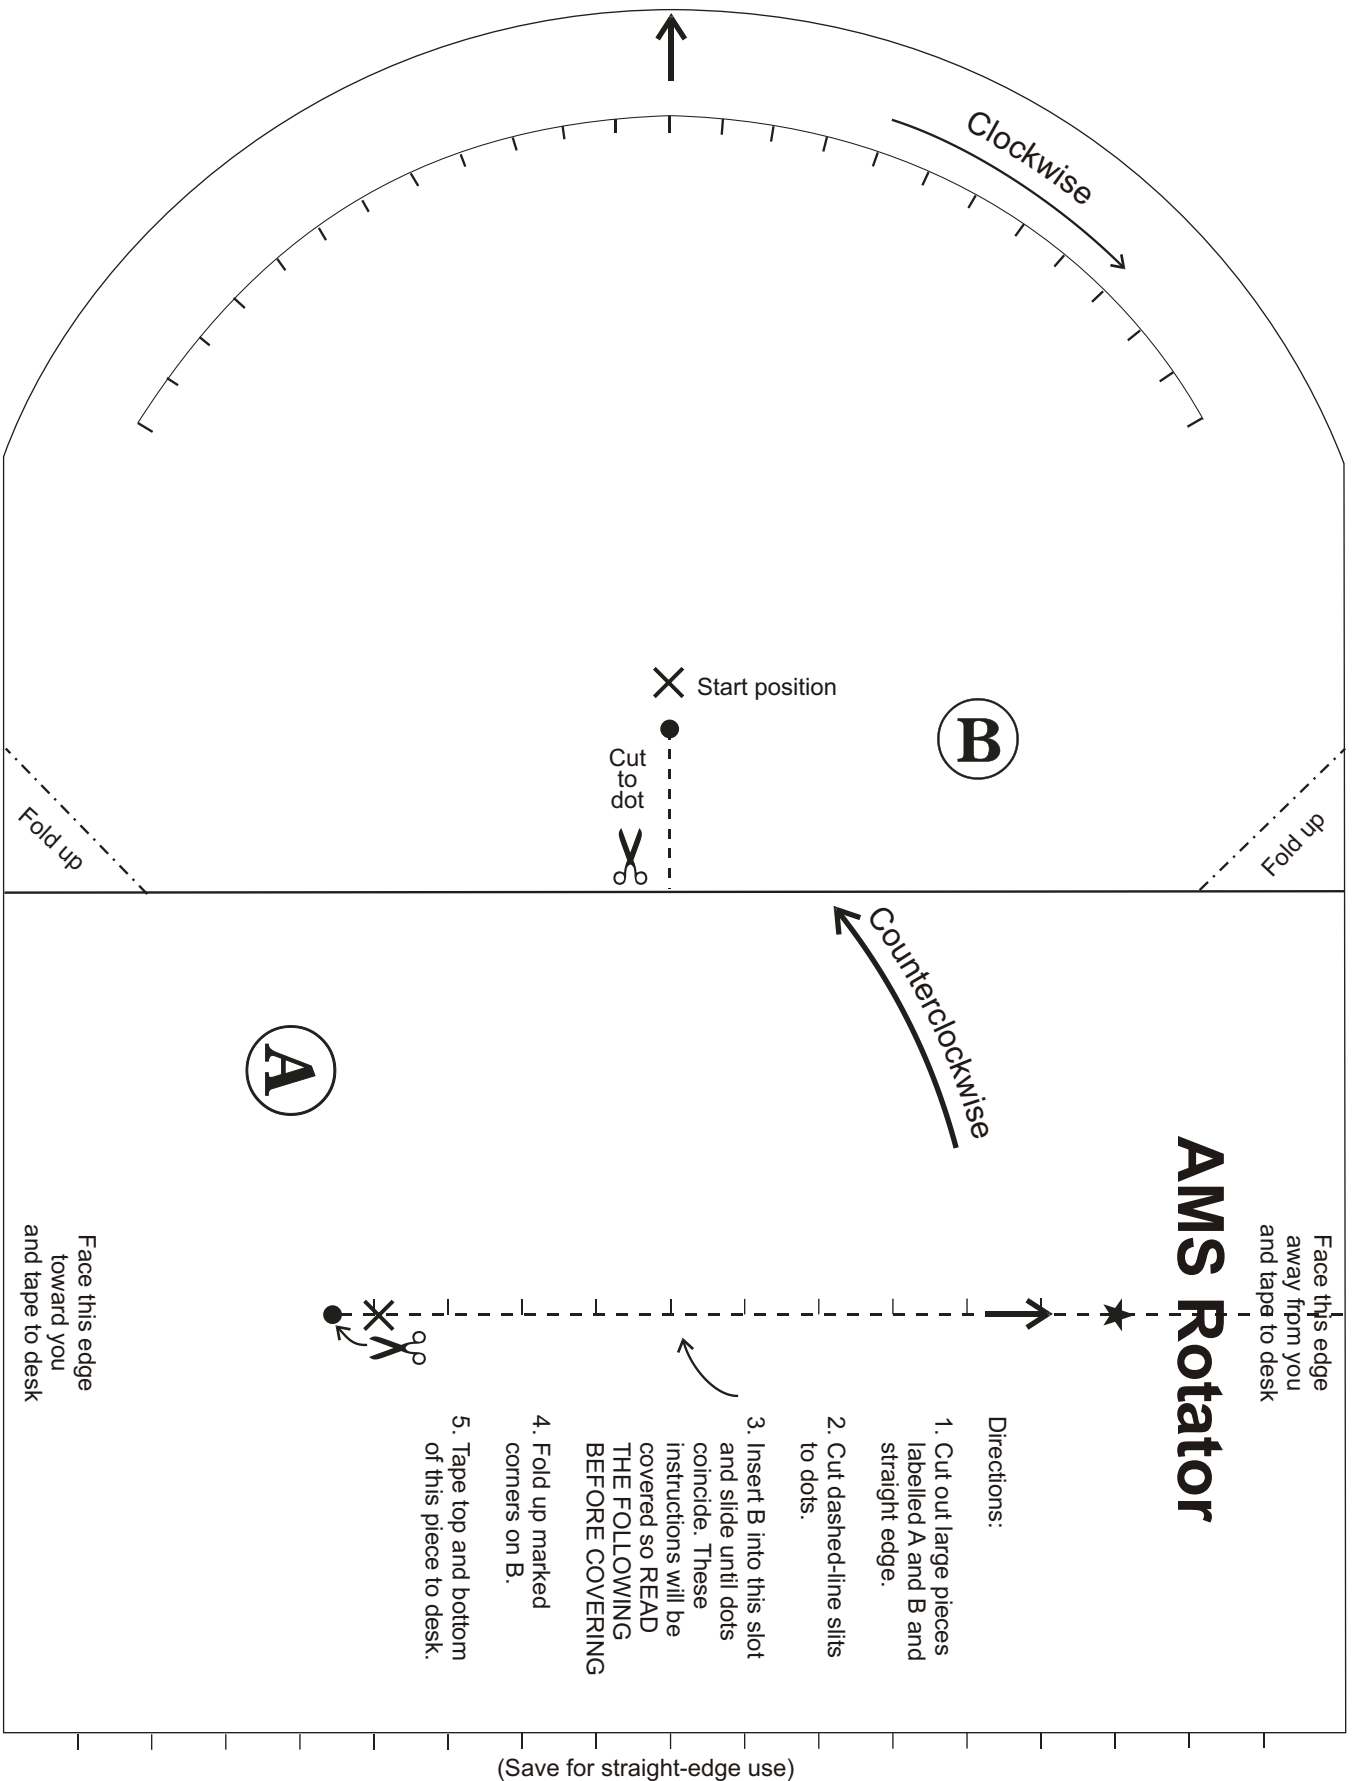 Clockwise
Start position
B
Cut
to
dot
Fold up
Fold up
Counterclockwise
A
AMS Rotator
Face this edge
away from you
and tape to desk
Directions:
1. Cut out large pieces
labelled A and B and
straight edge.
2. Cut dashed-line slits
to dots.
3. Insert B into this slot
and slide until dots
coincide. These
instructions will be
covered so READ
THE FOLLOWING
BEFORE COVERING
4. Fold up marked
corners on B.
5. Tape top and bottom
of this piece to desk.
Face this edge
toward you
and tape to desk
(Save for straight-edge use)